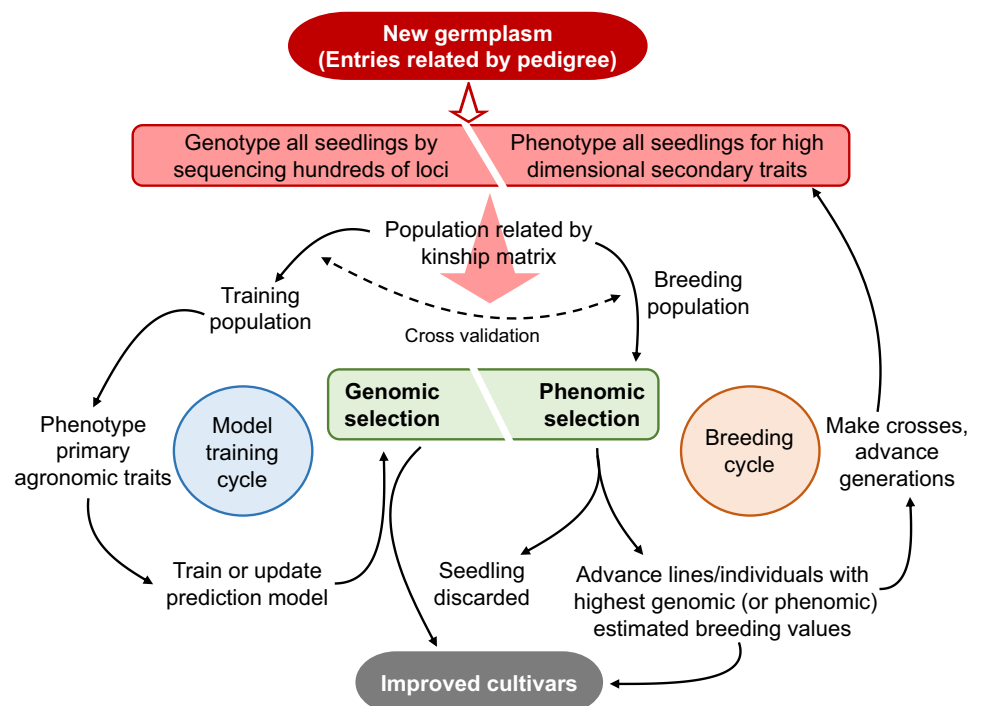 New germplasm
(Entries related by pedigree)
Genotype all seedlings by
sequencing hundreds of loci
Phenotype all seedlings for high
dimensional secondary traits
Population related by
kinship matrix
Training
population
Breeding
population
Cross validation
Genomic
selection
Phenomic
selection
Phenotype
primary
agronomic traits
Model
training
cycle
Breeding
cycle
Make crosses,
advance
generations
Train or update
prediction model
Seedling
discarded
Advance lines/individuals with
highest genomic (or phenomic)
estimated breeding values
Improved cultivars